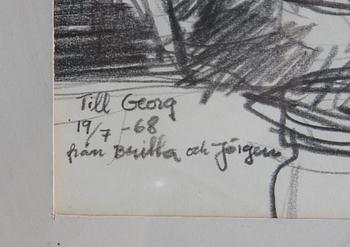 Till Georg
19/7 -68
från Britta och Jörgen